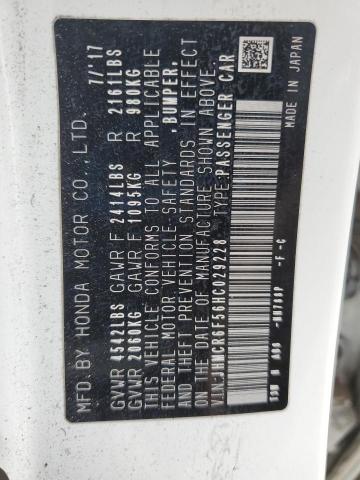 MFD.BY HONDA MOTOR CO.,LTD. 7/'17
GVWR 4542LBS GAWR F 2414LBS R 2161LBS
GVWR 2060KG GAWR F 1095KG R 980KG
THIS VEHICLE CONFORMS TO ALL APPLICABLE
FEDERAL MOTOR VEHICLE SAFETY ,BUMPER,
AND THEFT PREVENTION STANDARDS IN EFFECT
ON THE DATE OF MANUFACTURE SHOWN ABOVE.
VIN: JHMCR6F56HC029228 TYPE:PASSENGER CAR
-F -C
MADE IN JAPAN